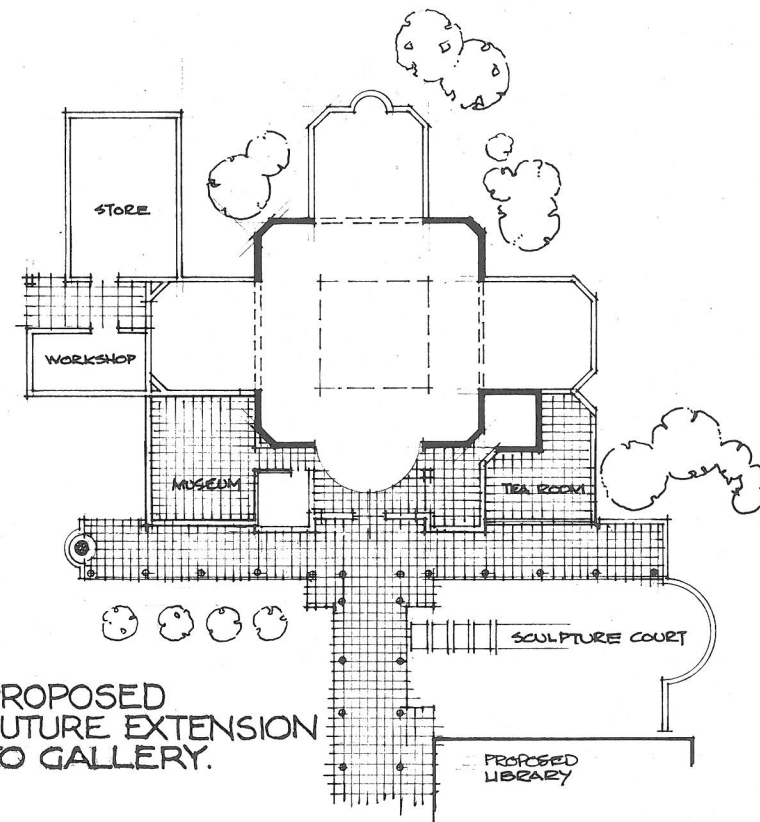 STORE
WORKSHOP
MUSEUM
TEA ROOM
SCULPTURE COURT
ROPOSED
UTURE EXTENSION
O GALLERY.
PROPOSED
LIBRARY